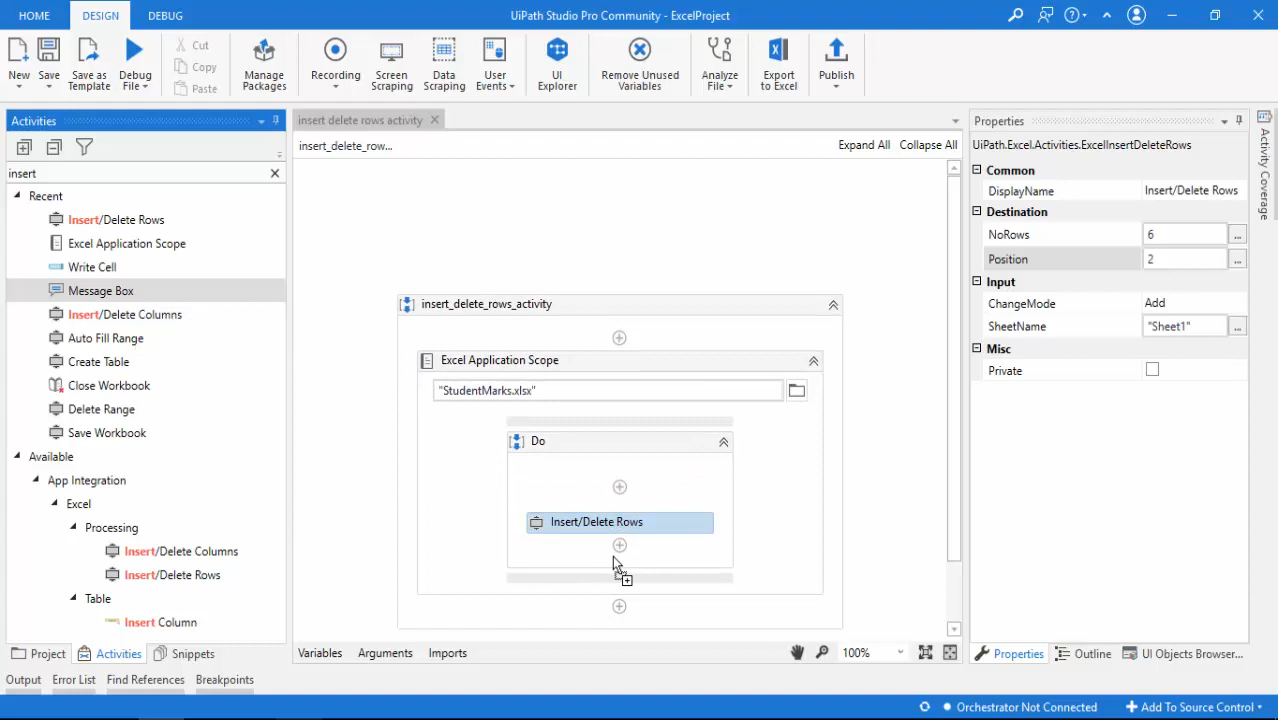 HOME
DESIGN
DEBUG
UiPath Studio Pro Community - ExcelProject
New
Save
Save as Template
Debug File
Cut
Copy
Paste
Manage Packages
Recording
Screen Scraping
Data Scraping
User Events
UI Explorer
Remove Unused Variables
Analyze File
Export to Excel
Publish
Activities
insert
Recent
Insert/Delete Rows
Excel Application Scope
Write Cell
Message Box
Insert/Delete Columns
Auto Fill Range
Create Table
Close Workbook
Delete Range
Save Workbook
Available
App Integration
Excel
Processing
Insert/Delete Columns
Insert/Delete Rows
Table
Insert Column
Project
Activities
Snippets
insert delete rows activity
insert_delete_row...
Expand All
Collapse All
insert_delete_rows_activity
Excel Application Scope
"StudentMarks.xlsx"
Do
Insert/Delete Rows
Variables
Arguments
Imports
100%
Properties
UiPath.Excel.Activities.ExcelInsertDeleteRows
Common
DisplayName Insert/Delete Rows
Destination
NoRows 6 ...
Position 2 ...
Input
ChangeMode Add
SheetName "Sheet1" ...
Misc
Private
Properties
Outline
UI Objects Browser...
Activity Coverage
Output
Error List
Find References
Breakpoints
Orchestrator Not Connected
Add To Source Control